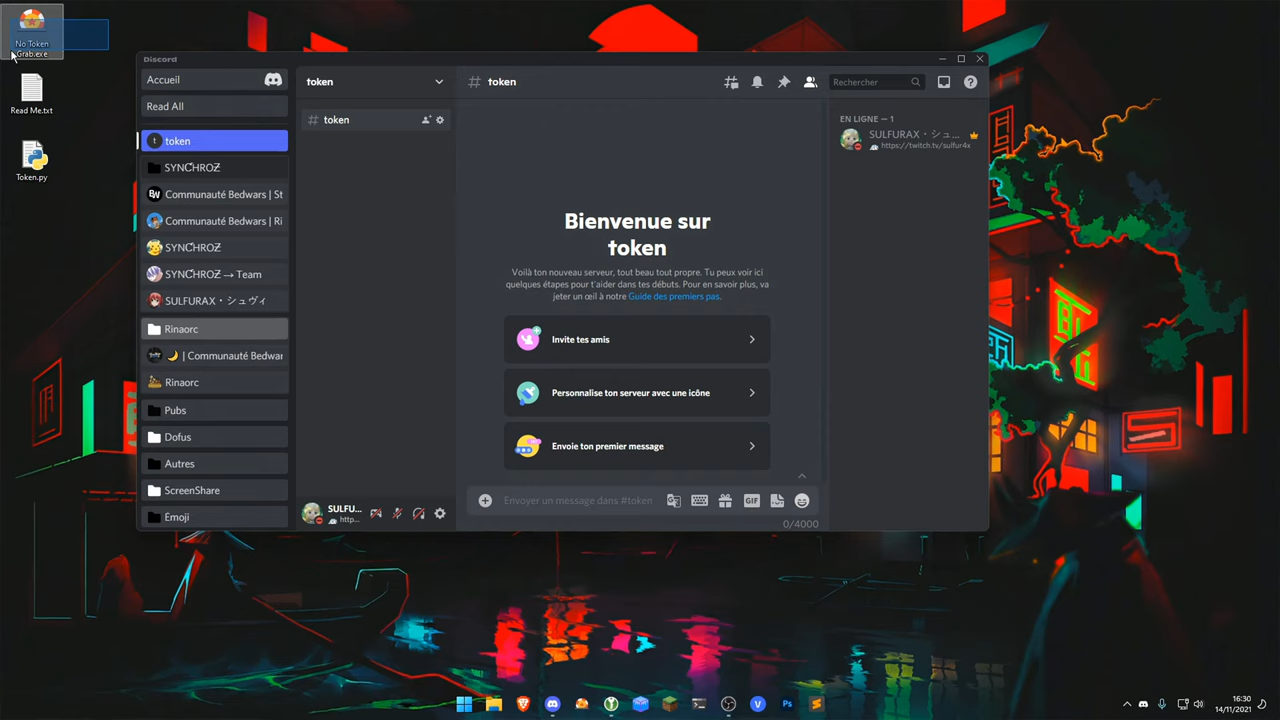 No Token
Grab.exe
Read Me.txt
Token.py
Discord
Accueil
Read All
token
SYNCHROZ
Communauté Bedwars | St
Communauté Bedwars | Ri
SYNCHROZ
SYNCHROZ → Team
SULFURAX・シュヴィ
Rinaorc
🌙 | Communauté Bedwar
Rinaorc
Pubs
Dofus
Autres
ScreenShare
Emoji
token
# token
SULFU...
http...
# token
Rechercher
Bienvenue sur
token
Voilà ton nouveau serveur, tout beau tout propre. Tu peux voir ici
quelques étapes pour t'aider dans tes débuts. Pour en savoir plus, va
jeter un œil à notre Guide des premiers pas.
Invite tes amis
Personnalise ton serveur avec une icône
Envoie ton premier message
Envoyer un message dans #token
GIF
0/4000
EN LIGNE — 1
SULFURAX・シュ...
https://twitch.tv/sulfur4x
16:30
14/11/2021